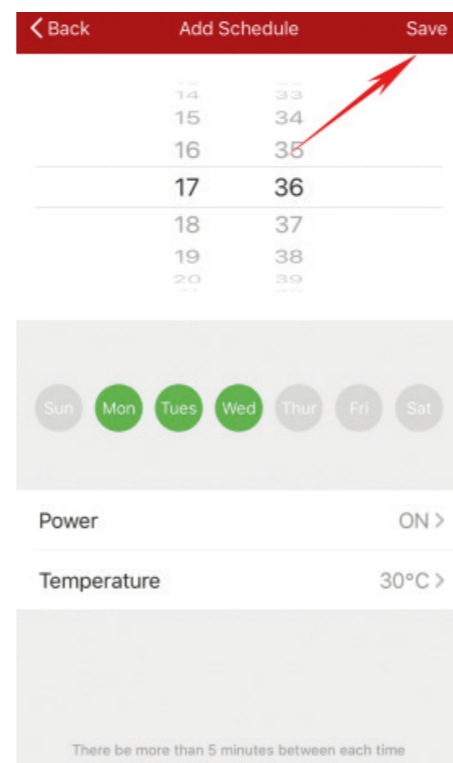 Back Add Schedule Save
14 33
15 34
16 35
17 36
18 37
19 38
20 39
Sun Mon Tues Wed Thur Fri Sat
Power ON >
Temperature 30°C >
There be more than 5 minutes between each time